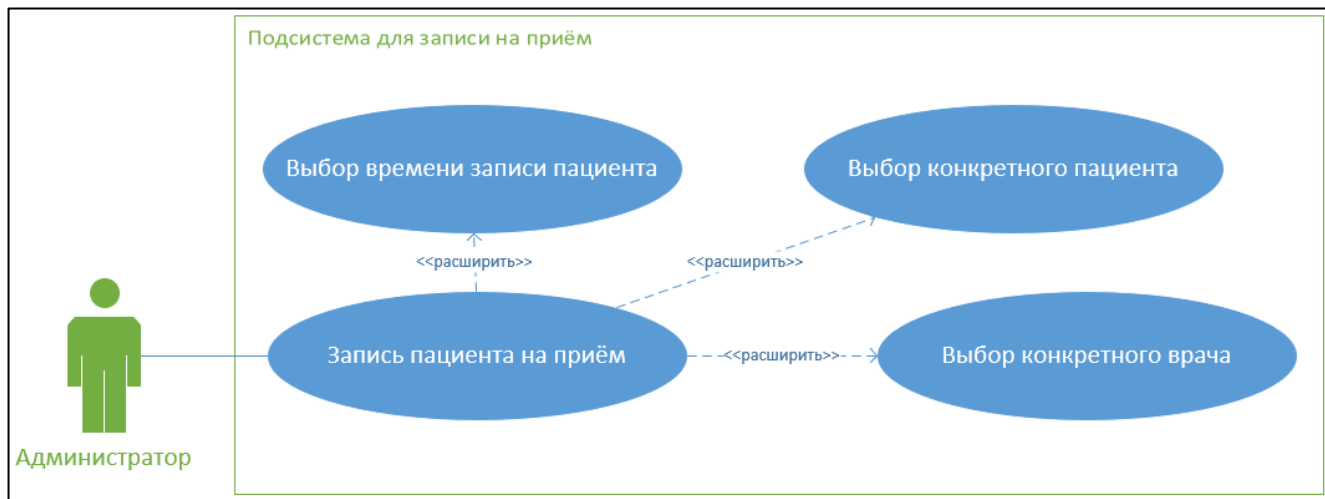 Подсистема для записи на приём
Выбор времени записи пациента
Выбор конкретного пациента
<<расширить>>
<<расширить>>
Запись пациента на приём
<<расширить>>
Выбор конкретного врача
Администратор